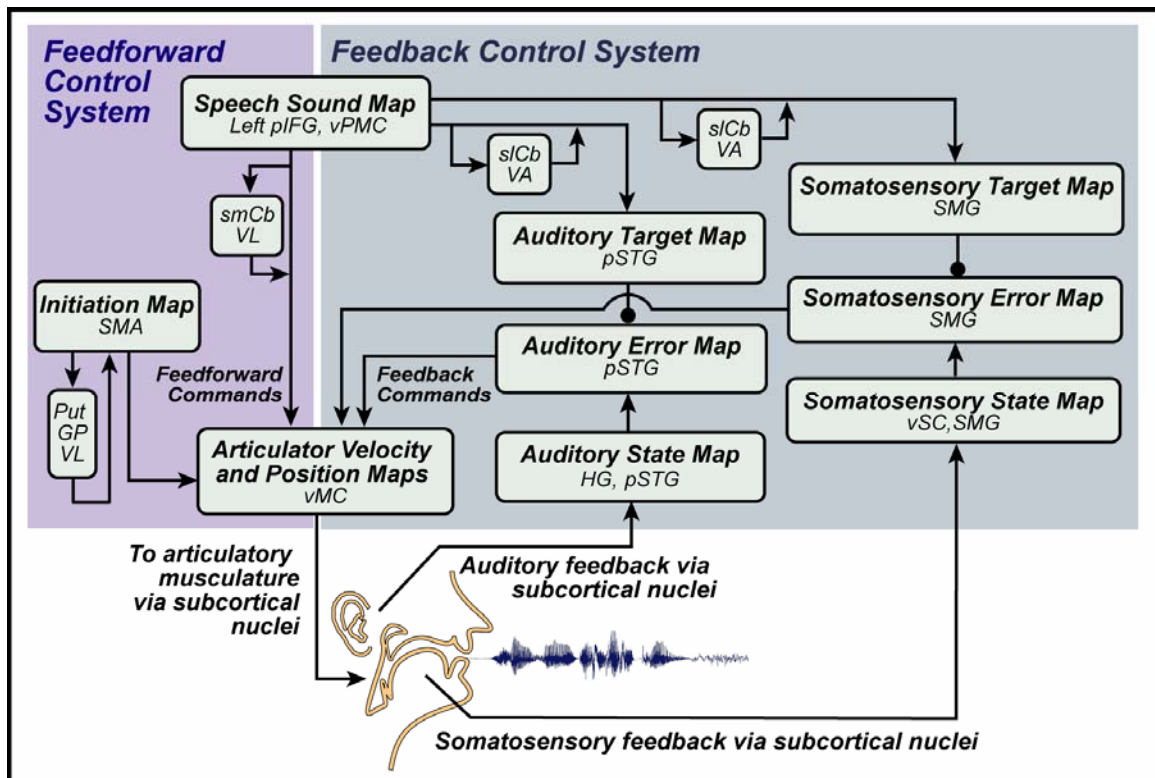 Feedforward
Control
System
Feedback Control System
Speech Sound Map
Left pIFG, vPMC
slCb
VA
slCb
VA
smCb
VL
Somatosensory Target Map
SMG
Auditory Target Map
pSTG
Initiation Map
SMA
Somatosensory Error Map
SMG
Auditory Error Map
pSTG
Feedforward
Commands
Feedback
Commands
Put
GP
VL
Somatosensory State Map
vSC,SMG
Articulator Velocity
and Position Maps
vMC
Auditory State Map
HG, pSTG
To articulatory
musculature
via subcortical
nuclei
Auditory feedback via
subcortical nuclei
Somatosensory feedback via subcortical nuclei